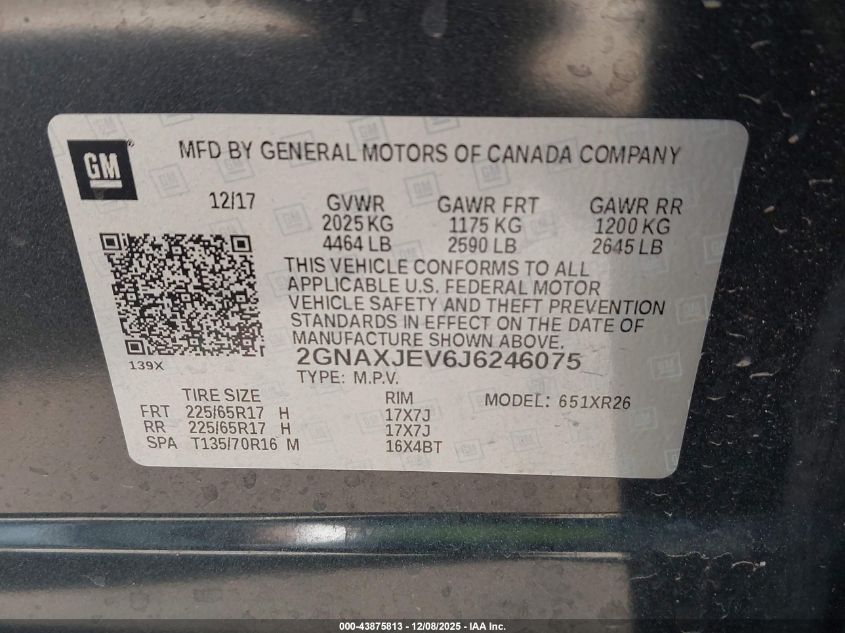 GM
MFD BY GENERAL MOTORS OF CANADA COMPANY
12/17 GVWR GAWR FRT GAWR RR
2025 KG 1175 KG 1200 KG
4464 LB 2590 LB 2645 LB
THIS VEHICLE CONFORMS TO ALL
APPLICABLE U.S. FEDERAL MOTOR
VEHICLE SAFETY AND THEFT PREVENTION
STANDARDS IN EFFECT ON THE DATE OF
MANUFACTURE SHOWN ABOVE.
139X
2GNAXJEV6J6246075
TYPE: M.P.V.
TIRE SIZE RIM MODEL: 651XR26
FRT 225/65R17 H 17X7J
RR 225/65R17 H 17X7J
SPA T135/70R16 M 16X4BT
000-43875813 - 12/08/2025 - IAA Inc.